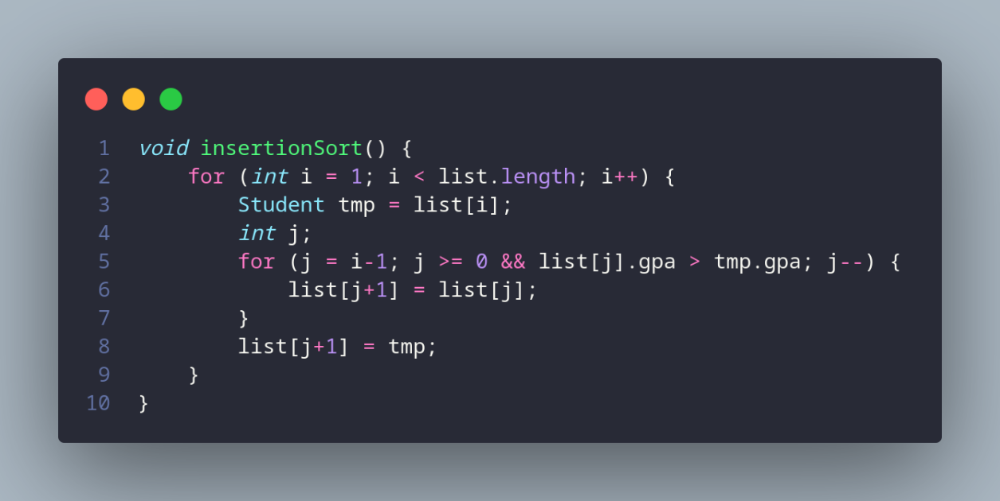 1 void insertionSort() {
2     for (int i = 1; i < list.length; i++) {
3         Student tmp = list[i];
4         int j;
5         for (j = i-1; j >= 0 && list[j].gpa > tmp.gpa; j--) {
6             list[j+1] = list[j];
7         }
8         list[j+1] = tmp;
9     }
10 }